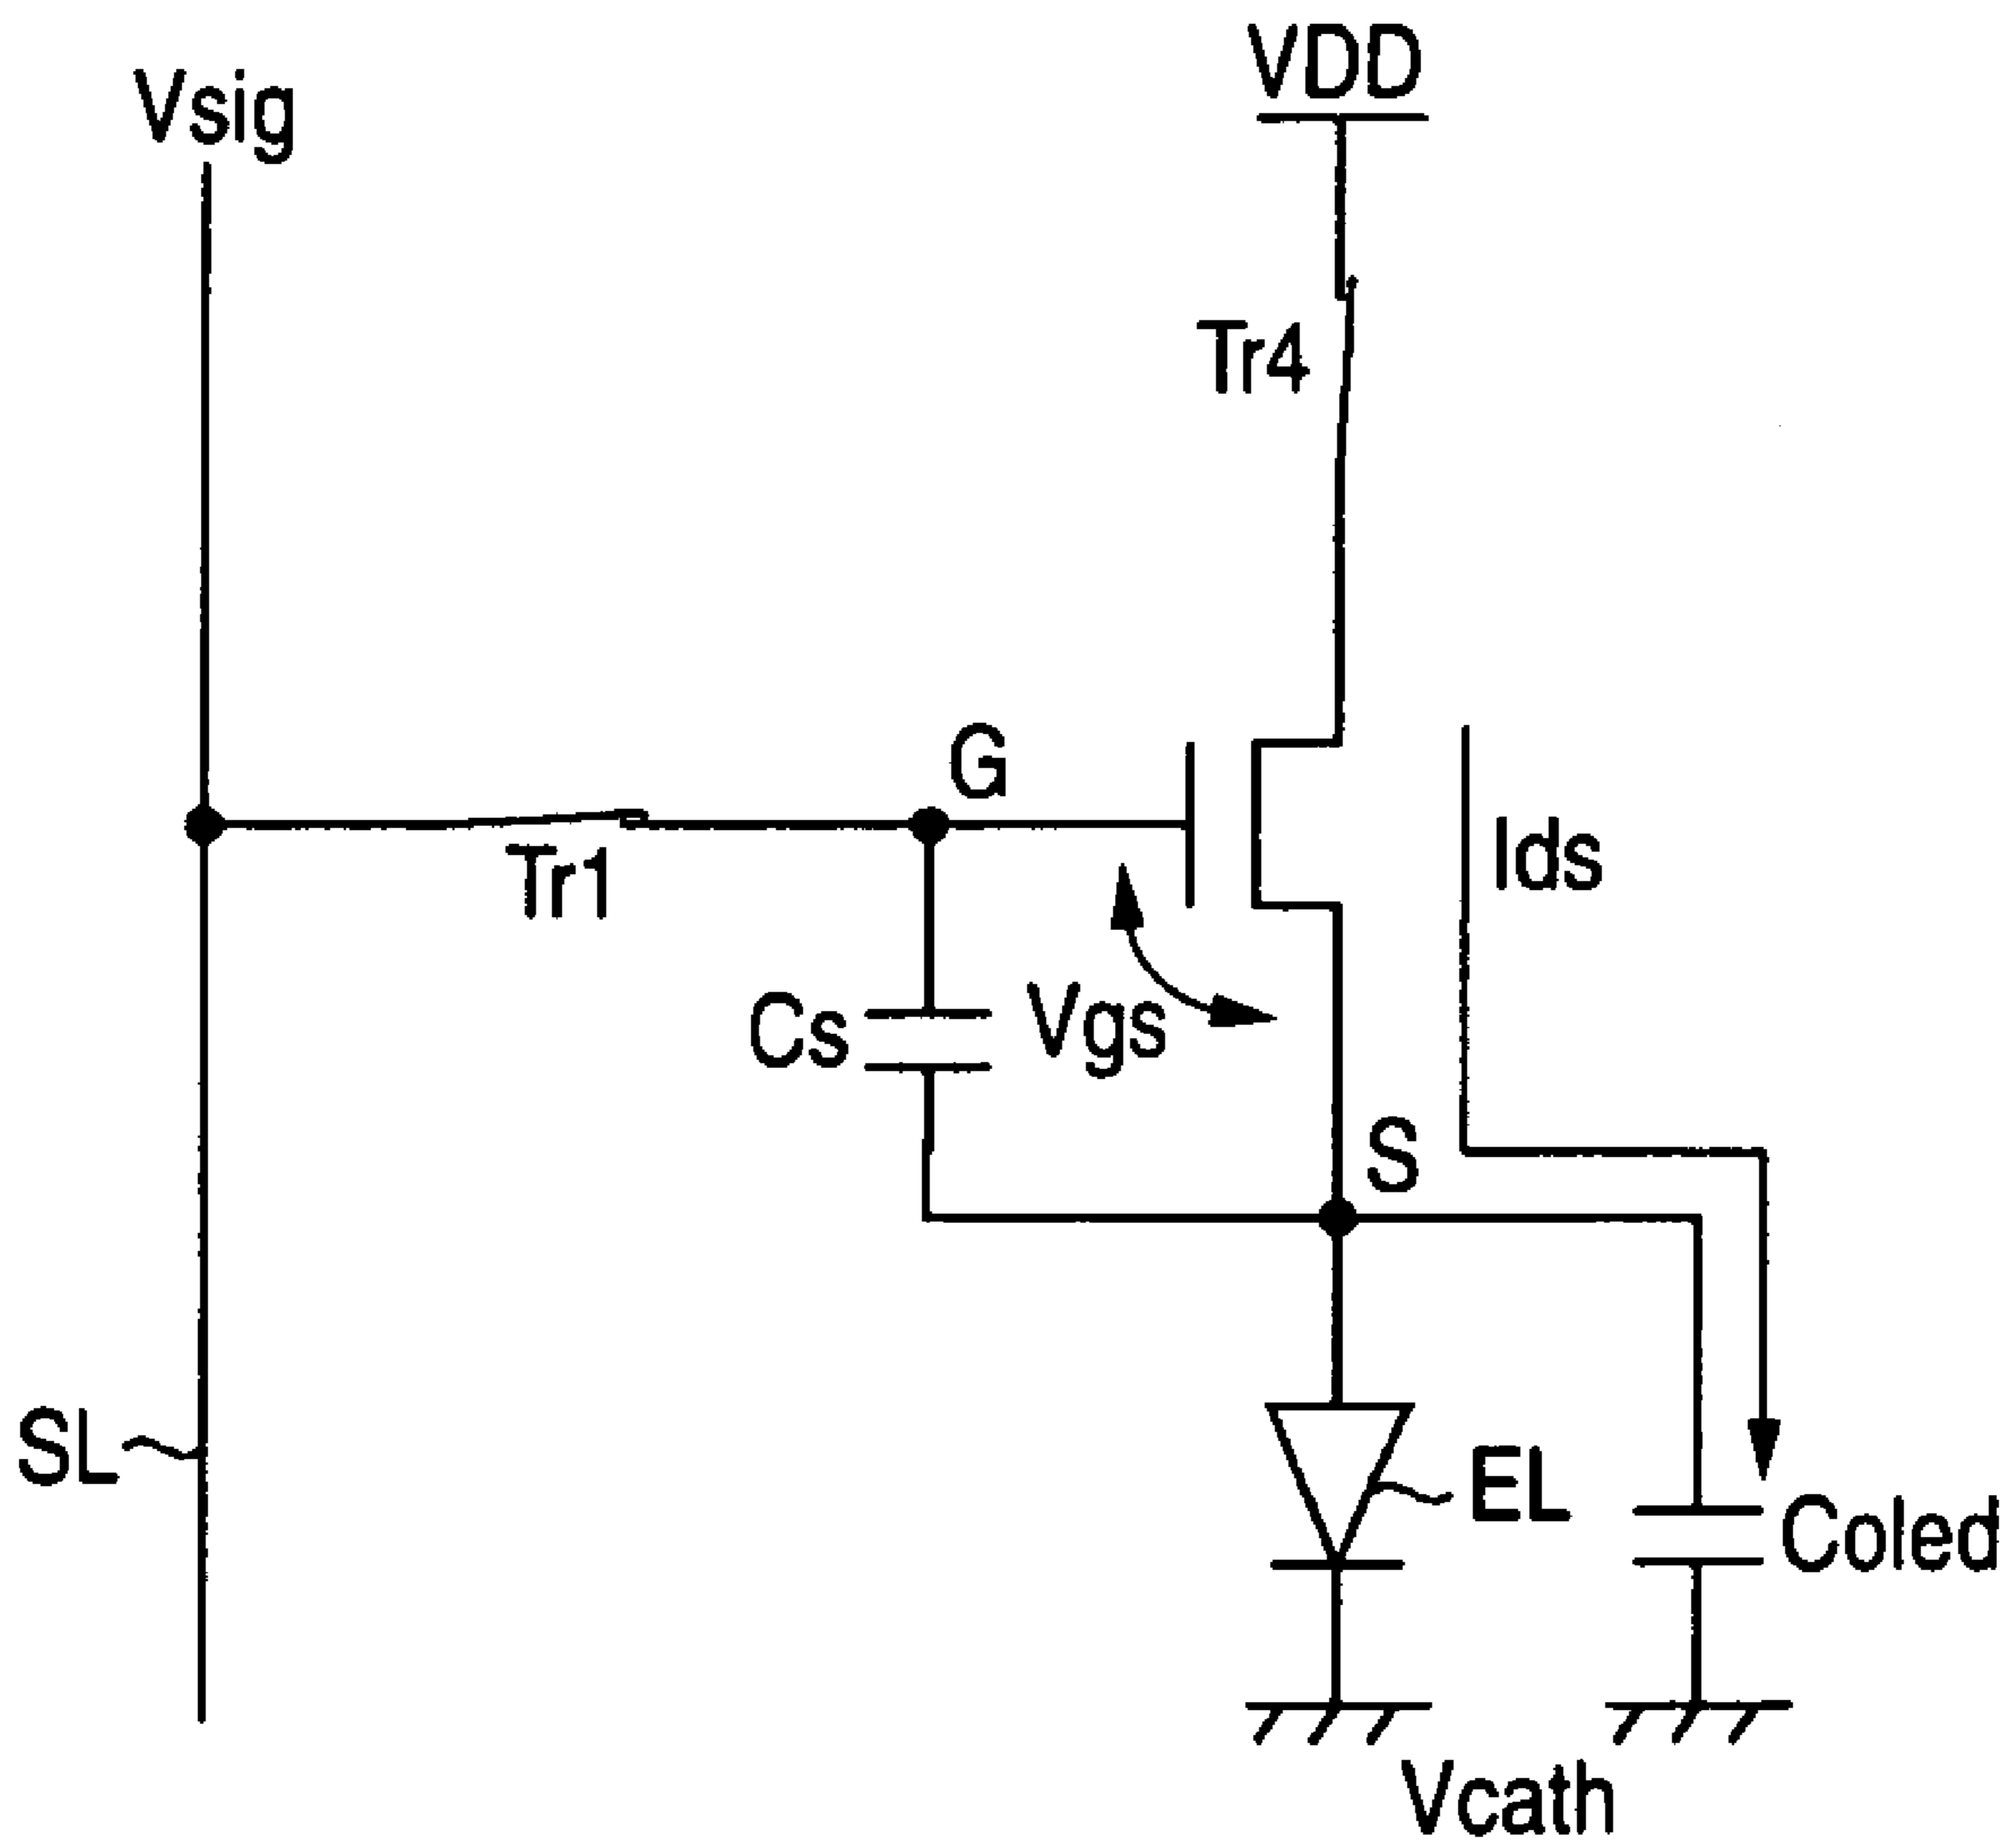 VDD
Vsig
Tr4
G
Ids
Tr1
Cs
Vgs
S
SL
EL
Coled
Vcath